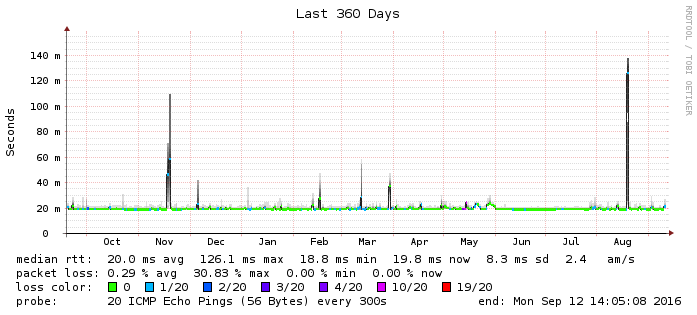 Last 360 Days
RRDTOOL / TOBI OETIKER
Seconds
140 m
120 m
100 m
80 m
60 m
40 m
20 m
0
Oct Nov Dec Jan Feb Mar Apr May Jun Jul Aug
median rtt: 20.0 ms avg 126.1 ms max 18.8 ms min 19.8 ms now 8.3 ms sd 2.4 am/s
packet loss: 0.29 % avg 30.83 % max 0.00 % min 0.00 % now
loss color: 0 1/20 2/20 3/20 4/20 10/20 19/20
probe: 20 ICMP Echo Pings (56 Bytes) every 300s end: Mon Sep 12 14:05:08 2016